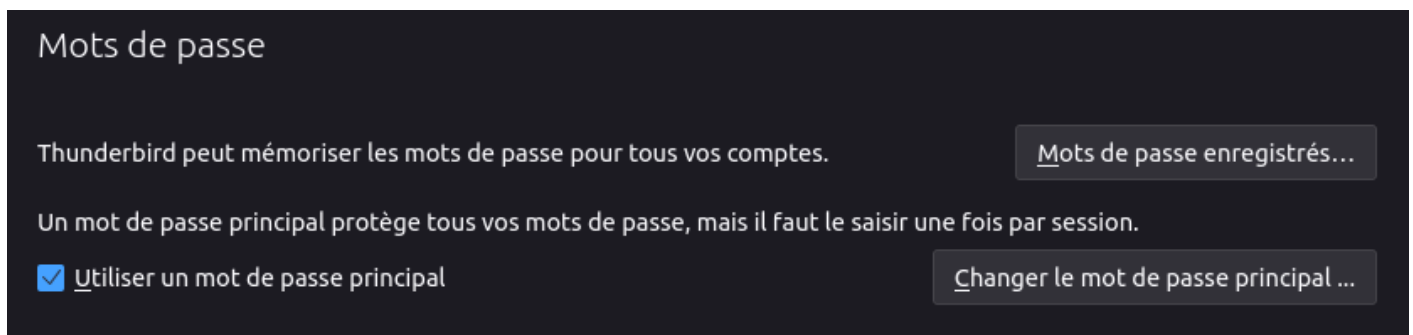 Mots de passe
Thunderbird peut mémoriser les mots de passe pour tous vos comptes.
Mots de passe enregistrés…
Un mot de passe principal protège tous vos mots de passe, mais il faut le saisir une fois par session.
Utiliser un mot de passe principal
Changer le mot de passe principal ...